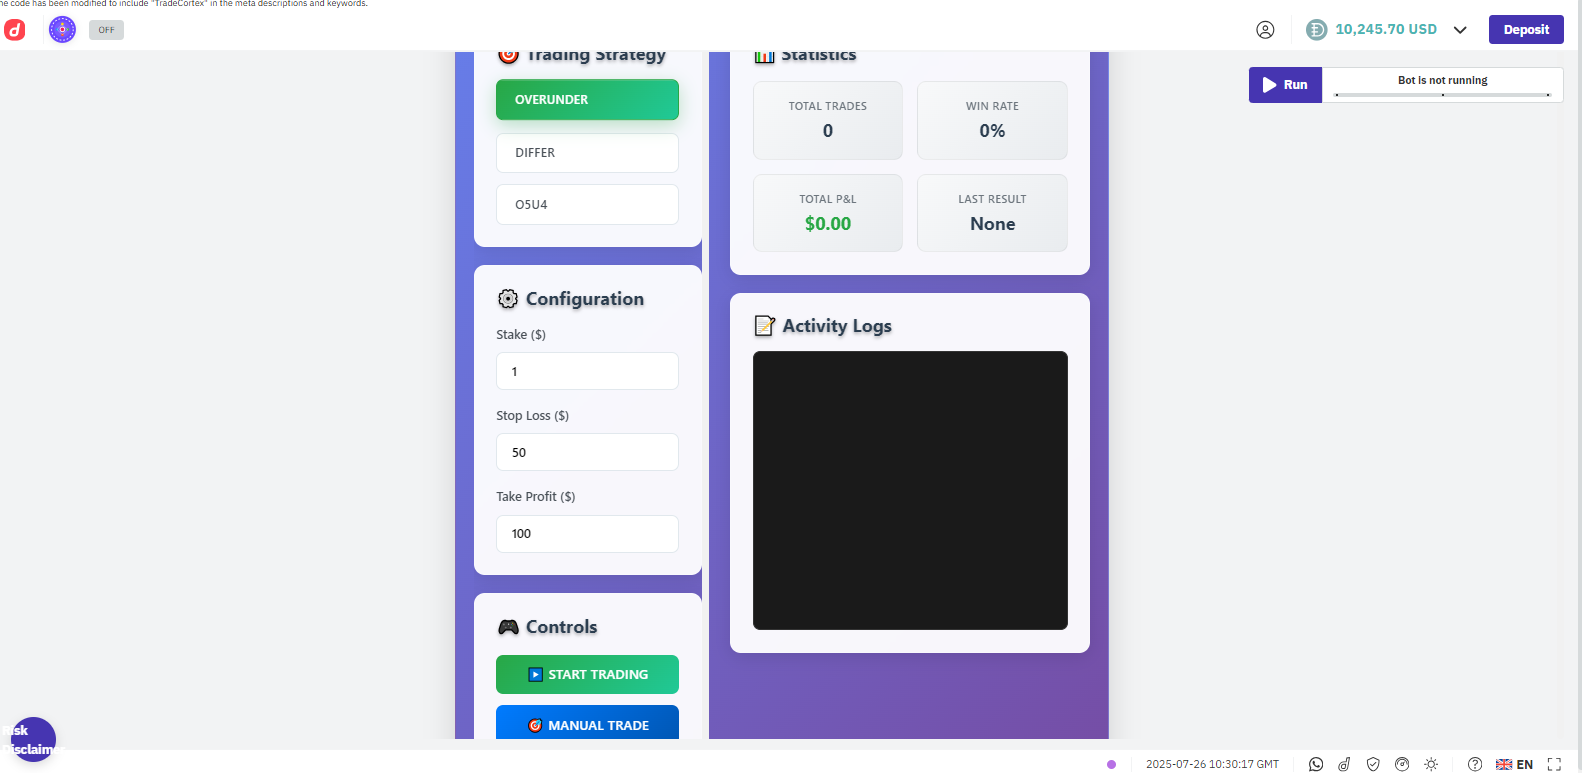 he code has been modified to include "TradeCortex" in the meta descriptions and keywords.
OFF
10,245.70 USD
Deposit
Run
Bot is not running
Trading Strategy
OVERUNDER
DIFFER
O5U4
Configuration
Stake ($)
1
Stop Loss ($)
50
Take Profit ($)
100
Controls
START TRADING
MANUAL TRADE
Statistics
TOTAL TRADES
0
WIN RATE
0%
TOTAL P&L
$0.00
LAST RESULT
None
Activity Logs
Risk
Disclaimer
2025-07-26 10:30:17 GMT
EN